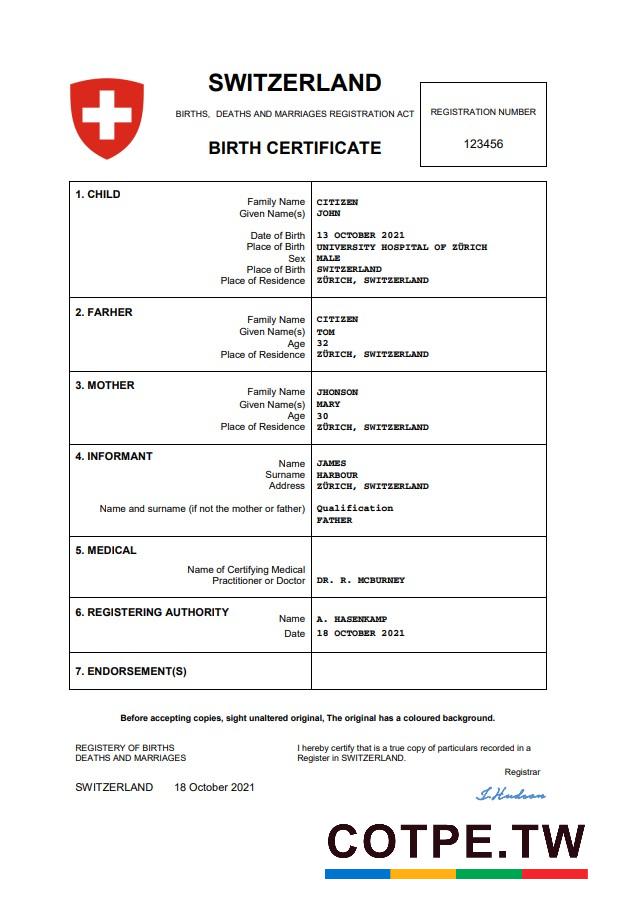 SWITZERLAND
BIRTHS, DEATHS AND MARRIAGES REGISTRATION ACT
BIRTH CERTIFICATE
REGISTRATION NUMBER
123456
1. CHILD
Family Name CITIZEN
Given Name(s) JOHN
Date of Birth 13 OCTOBER 2021
Place of Birth UNIVERSITY HOSPITAL OF ZÜRICH
Sex MALE
Place of Birth SWITZERLAND
Place of Residence ZÜRICH, SWITZERLAND
2. FARHER
Family Name CITIZEN
Given Name(s) TOM
Age 32
Place of Residence ZÜRICH, SWITZERLAND
3. MOTHER
Family Name JHONSON
Given Name(s) MARY
Age 30
Place of Residence ZÜRICH, SWITZERLAND
4. INFORMANT
Name JAMES
Surname HARBOUR
Address ZÜRICH, SWITZERLAND
Name and surname (if not the mother or father) Qualification
FATHER
5. MEDICAL
Name of Certifying Medical
Practitioner or Doctor DR. R. MCBURNEY
6. REGISTERING AUTHORITY
Name A. HASENKAMP
Date 18 OCTOBER 2021
7. ENDORSEMENT(S)
Before accepting copies, sight unaltered original, The original has a coloured background.
REGISTERY OF BIRTHS
DEATHS AND MARRIAGES
SWITZERLAND 18 October 2021
I hereby certify that is a true copy of particulars recorded in a
Register in SWITZERLAND.
Registrar
J.Hudson
COTPE.TW